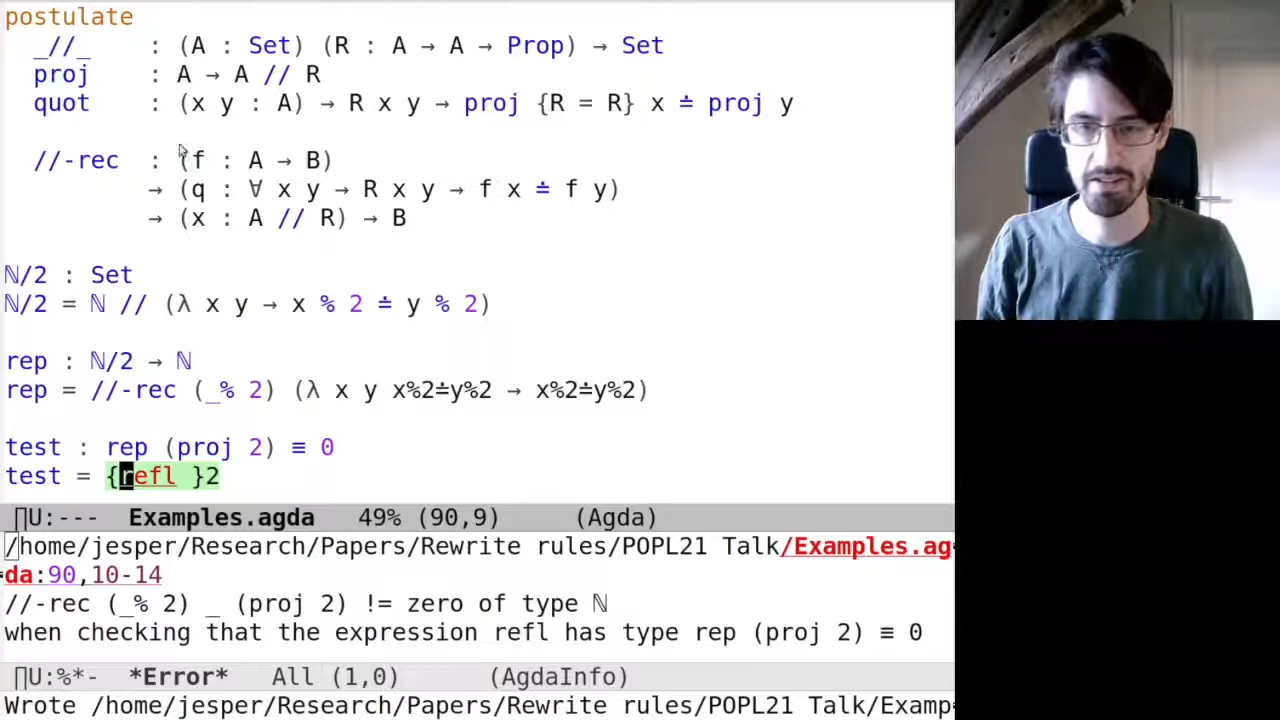 postulate
_//_ : (A : Set) (R : A → A → Prop) → Set
proj : A → A // R
quot : (x y : A) → R x y → proj {R = R} x ≐ proj y
//-rec : (f : A → B)
→ (q : ∀ x y → R x y → f x ≐ f y)
→ (x : A // R) → B
ℕ/2 : Set
ℕ/2 = ℕ // (λ x y → x % 2 ≐ y % 2)
rep : ℕ/2 → ℕ
rep = //-rec (_% 2) (λ x y x%2≐y%2 → x%2≐y%2)
test : rep (proj 2) ≡ 0
test = {refl }2
∏U:--- Examples.agda 49% (90,9) (Agda)
/home/jesper/Research/Papers/Rewrite rules/POPL21 Talk/Examples.ag
da:90,10-14
//-rec (_% 2) _ (proj 2) != zero of type ℕ
when checking that the expression refl has type rep (proj 2) ≡ 0
∏U:%*- *Error* All (1,0) (AgdaInfo)
Wrote /home/jesper/Research/Papers/Rewrite rules/POPL21 Talk/Examp